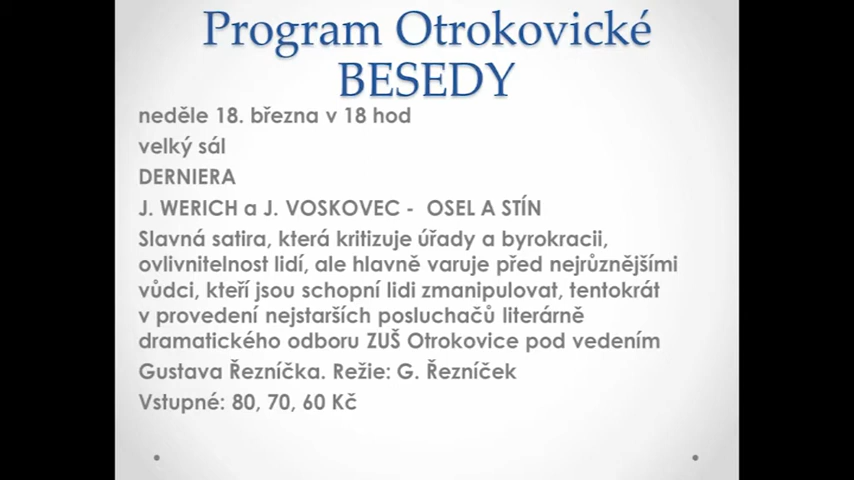 Program Otrokovické
BESEDY
neděle 18. března v 18 hod
velký sál
DERNIERA
J. WERICH a J. VOSKOVEC - OSEL A STÍN
Slavná satira, která kritizuje úřady a byrokracii,
ovlivnitelnost lidí, ale hlavně varuje před nejrůznějšími
vůdci, kteří jsou schopní lidi zmanipulovat, tentokrát
v provedení nejstarších posluchačů literárně
dramatického odboru ZUŠ Otrokovice pod vedením
Gustava Řezníčka. Režie: G. Řezníček
Vstupné: 80, 70, 60 Kč